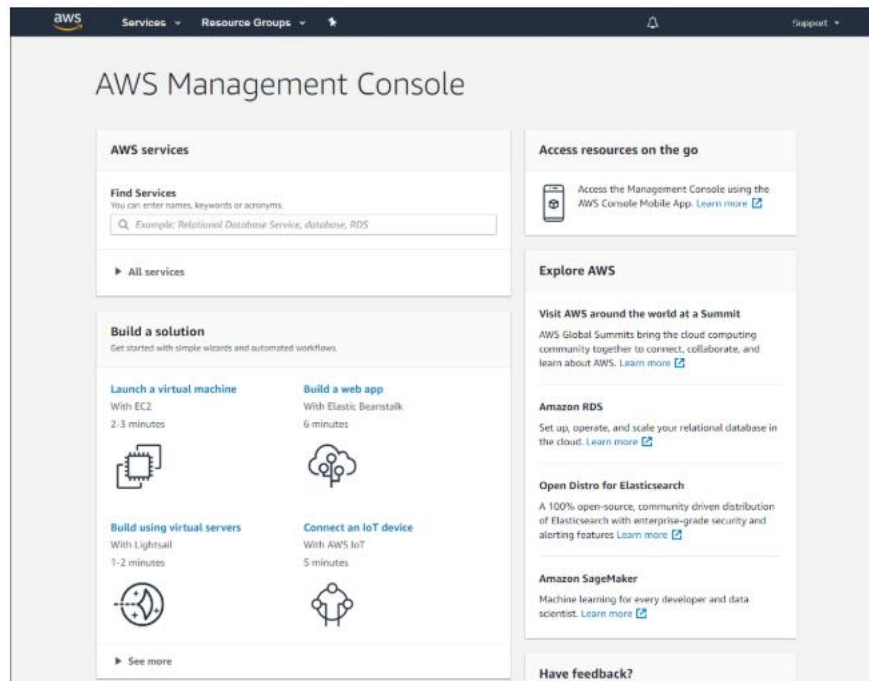 aws Services Resource Groups Support
AWS Management Console
AWS services
Find Services
You can enter names, keywords or acronyms.
Example: Relational Database Service, database, RDS
All services
Build a solution
Get started with simple wizards and automated workflows.
Launch a virtual machine
With EC2
2-3 minutes
Build a web app
With Elastic Beanstalk
6 minutes
Build using virtual servers
With Lightsail
1-2 minutes
Connect an IoT device
With AWS IoT
5 minutes
See more
Access resources on the go
Access the Management Console using the
AWS Console Mobile App. Learn more
Explore AWS
Visit AWS around the world at a Summit
AWS Global Summits bring the cloud computing
community together to connect, collaborate, and
learn about AWS. Learn more
Amazon RDS
Set up, operate, and scale your relational database in
the cloud. Learn more
Open Distro for Elasticsearch
A 100% open-source, community driven distribution
of Elasticsearch with enterprise-grade security and
alerting features Learn more
Amazon SageMaker
Machine learning for every developer and data
scientist. Learn more
Have feedback?